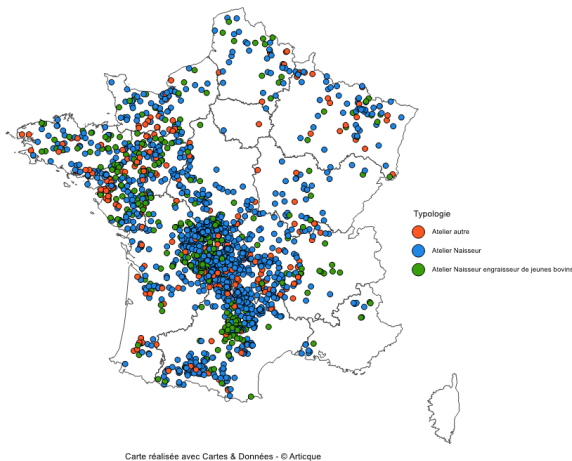 Typologie
Atelier autre
Atelier Naisseur
Atelier Naisseur engraisseur de jeunes bovins
Carte réalisée avec Cartes & Données - © Articque